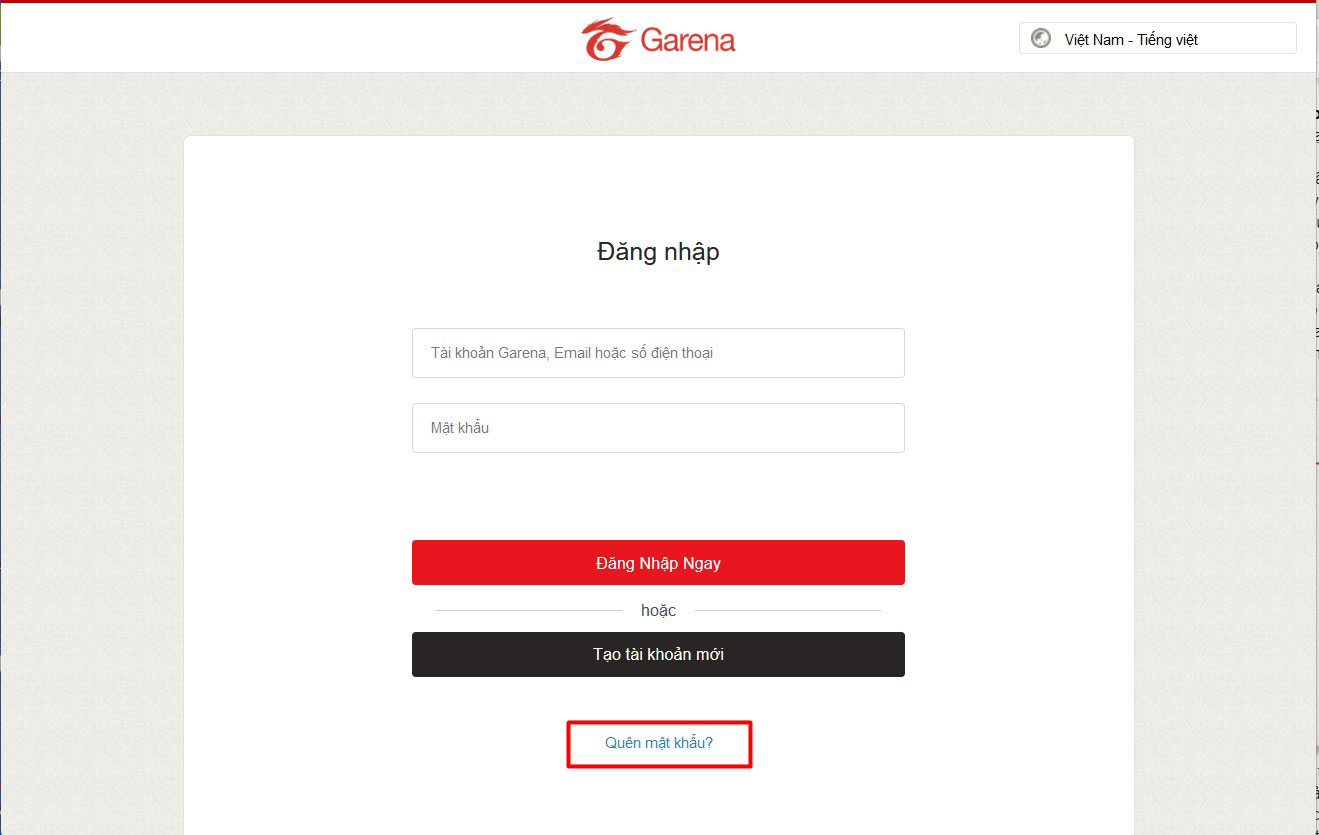 Garena
Việt Nam - Tiếng việt
Đăng nhập
Tài khoản Garena, Email hoặc số điện thoại
Mật khẩu
Đăng Nhập Ngay
hoặc
Tạo tài khoản mới
Quên mật khẩu?